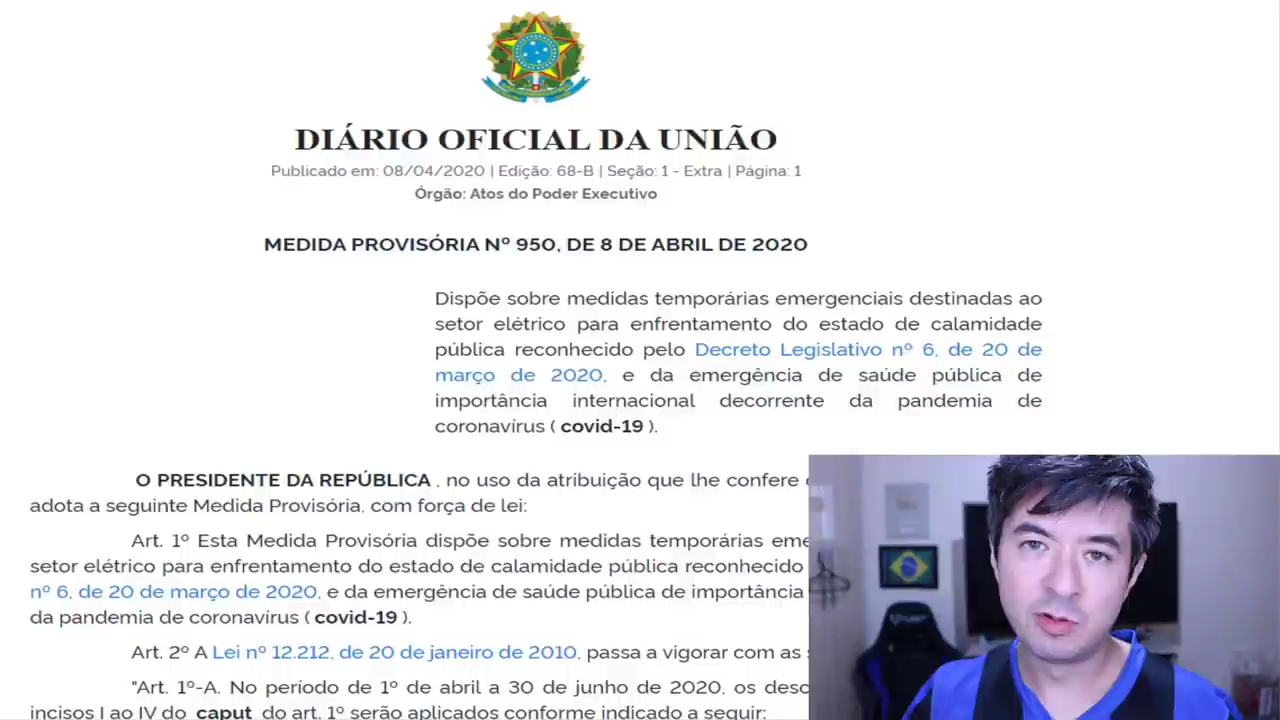 DIÁRIO OFICIAL DA UNIÃO
Publicado em: 08/04/2020 | Edição: 68-B | Seção: 1 - Extra | Página: 1
Órgão: Atos do Poder Executivo
MEDIDA PROVISÓRIA Nº 950, DE 8 DE ABRIL DE 2020
Dispõe sobre medidas temporárias emergenciais destinadas ao
setor elétrico para enfrentamento do estado de calamidade
pública reconhecido pelo Decreto Legislativo nº 6, de 20 de
março de 2020, e da emergência de saúde pública de
importância internacional decorrente da pandemia de
coronavírus ( covid-19 ).
O PRESIDENTE DA REPÚBLICA , no uso da atribuição que lhe confere
adota a seguinte Medida Provisória, com força de lei:
Art. 1º Esta Medida Provisória dispõe sobre medidas temporárias eme
setor elétrico para enfrentamento do estado de calamidade pública reconhecido
nº 6, de 20 de março de 2020, e da emergência de saúde pública de importância
da pandemia de coronavírus ( covid-19 ).
Art. 2º A Lei nº 12.212, de 20 de janeiro de 2010, passa a vigorar com as
"Art. 1º-A. No período de 1º de abril a 30 de junho de 2020, os desc
incisos I ao IV do caput do art. 1º serão aplicados conforme indicado a seguir: